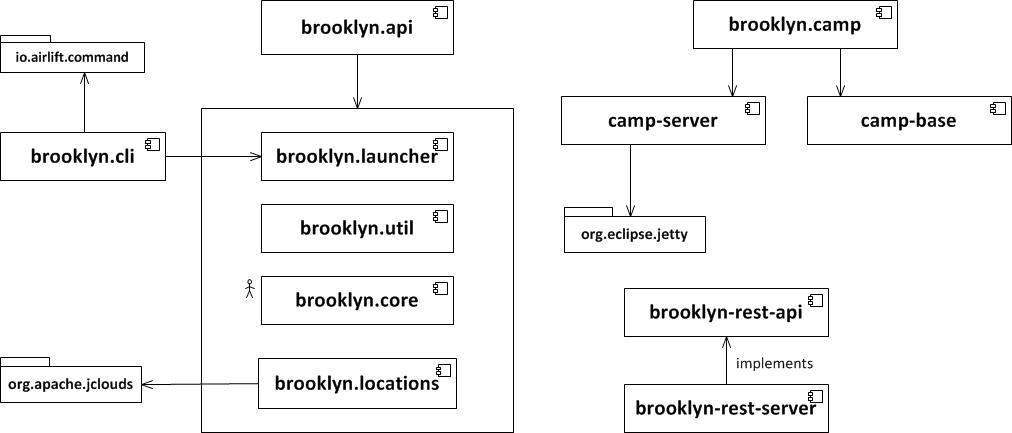 brooklyn.api
brooklyn.camp
io.airlift.command
camp-server
camp-base
brooklyn.cli
brooklyn.launcher
brooklyn.util
org.eclipse.jetty
brooklyn.core
brooklyn-rest-api
implements
org.apache.jclouds
brooklyn.locations
brooklyn-rest-server